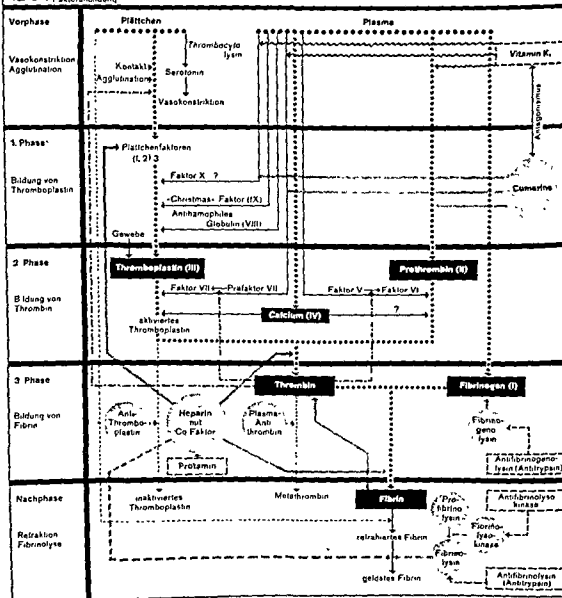 Vorphase
Plättchen
Plasma
Vasokonstriktion
Agglutination
Kontakt
Agglutination
Thrombocyto
lysin
Serotonin
Vasokonstriktion
Vitamin K₁
Antagonismus
1. Phase
Bildung von
Thromboplastin
Plättchenfaktoren
(1, 2) 3
Faktor X ?
Christmas- Faktor (IX)
Antihämophiles
Globulin (VIII)
Cumarine
Gewebe
2 Phase
Bildung von
Thrombin
Thromboplastin (III)
Prothrombin (II)
Faktor VII
Präfaktor VII
Faktor V
Faktor VI
Calcium (IV)
?
aktiviertes
Thromboplastin
3 Phase
Bildung von
Fibrin
Thrombin
Fibrinogen (I)
Anti-
Thrombo-
plastin
Heparin
mit
Co Faktor
Plasma-
Anti
thrombin
Protamin
Fibrino-
geno
lysin
Antifibrinogeno-
lysin (Antitrypsin)
Nachphase
Retraktion
Fibrinolyse
inaktiviertes
Thromboplastin
Metathrombin
Fibrin
retrahiertes Fibrin
gelöstes Fibrin
Pro-
fibrino
lysin
Fibrino-
lyso-
kinase
Antifibrinolyso
kinase
Fibrino-
lysin
Antifibrinolysin
(Antitrypsin)